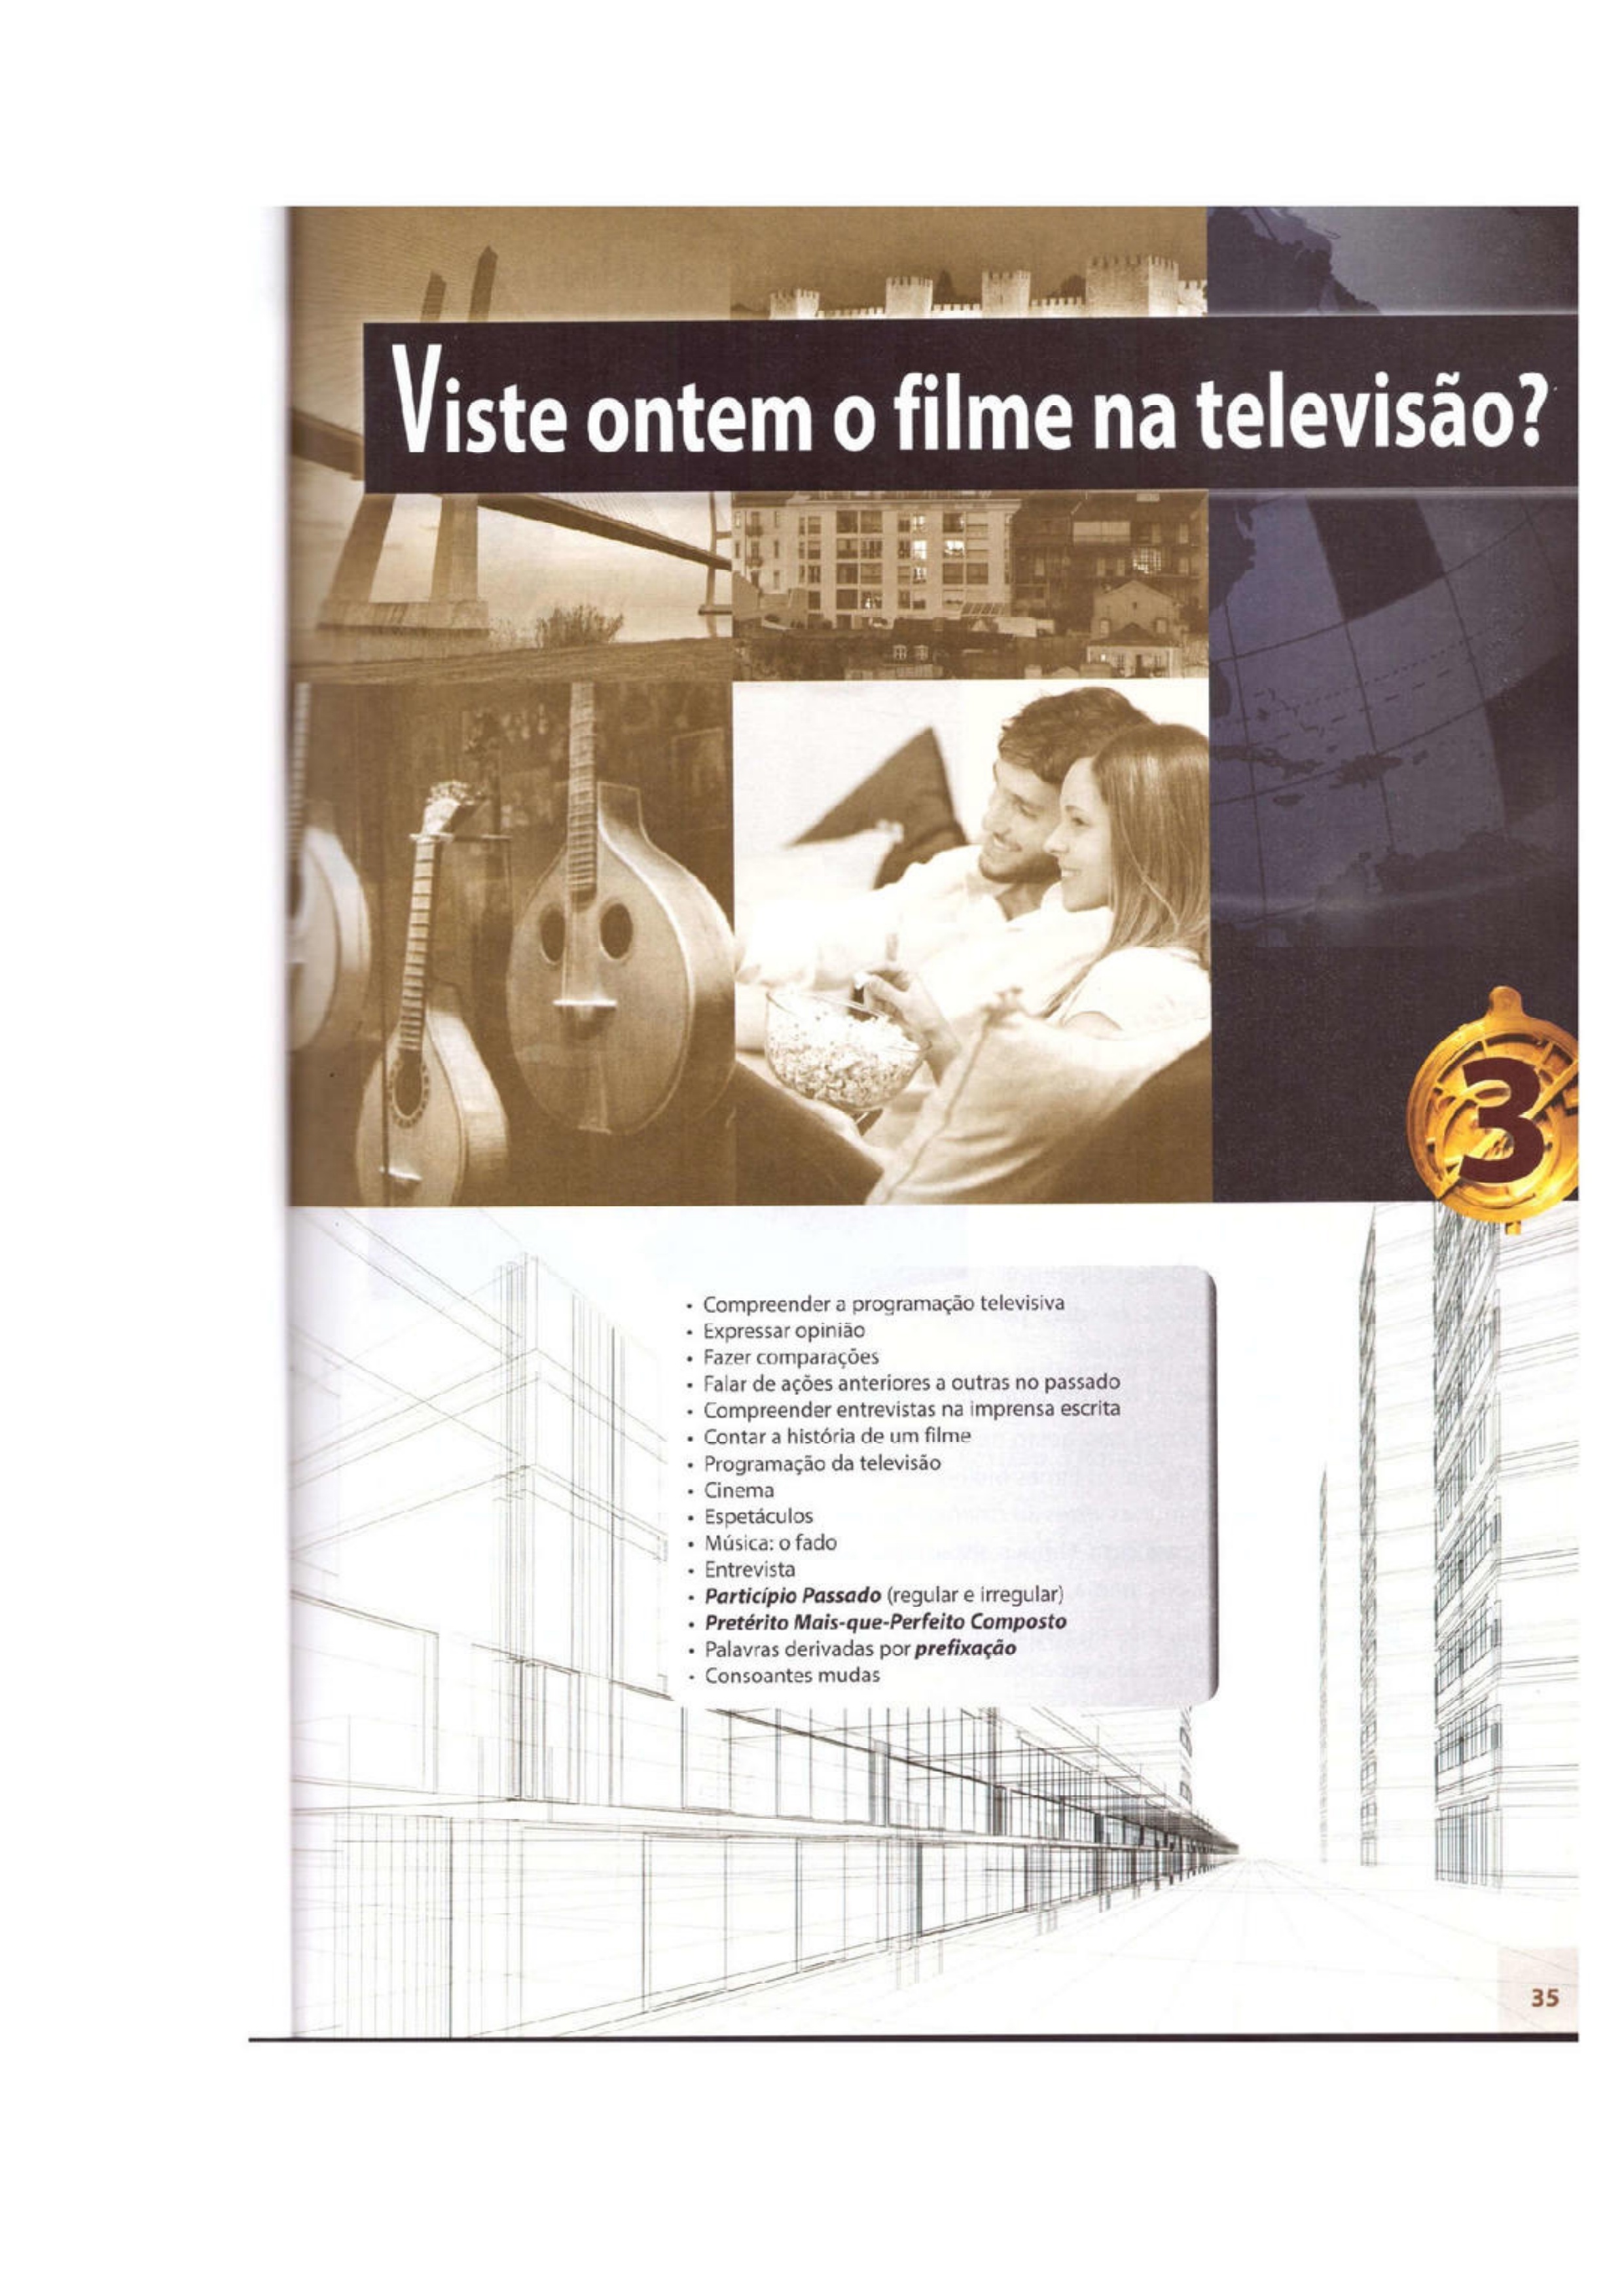 Viste ontem o filme na televisão?
3
• Compreender a programação televisiva
• Expressar opinião
• Fazer comparações
• Falar de ações anteriores a outras no passado
• Compreender entrevistas na imprensa escrita
• Contar a história de um filme
• Programação da televisão
• Cinema
• Espetáculos
• Música: o fado
• Entrevista
• Particípio Passado (regular e irregular)
• Pretérito Mais-que-Perfeito Composto
• Palavras derivadas por prefixação
• Consoantes mudas
35